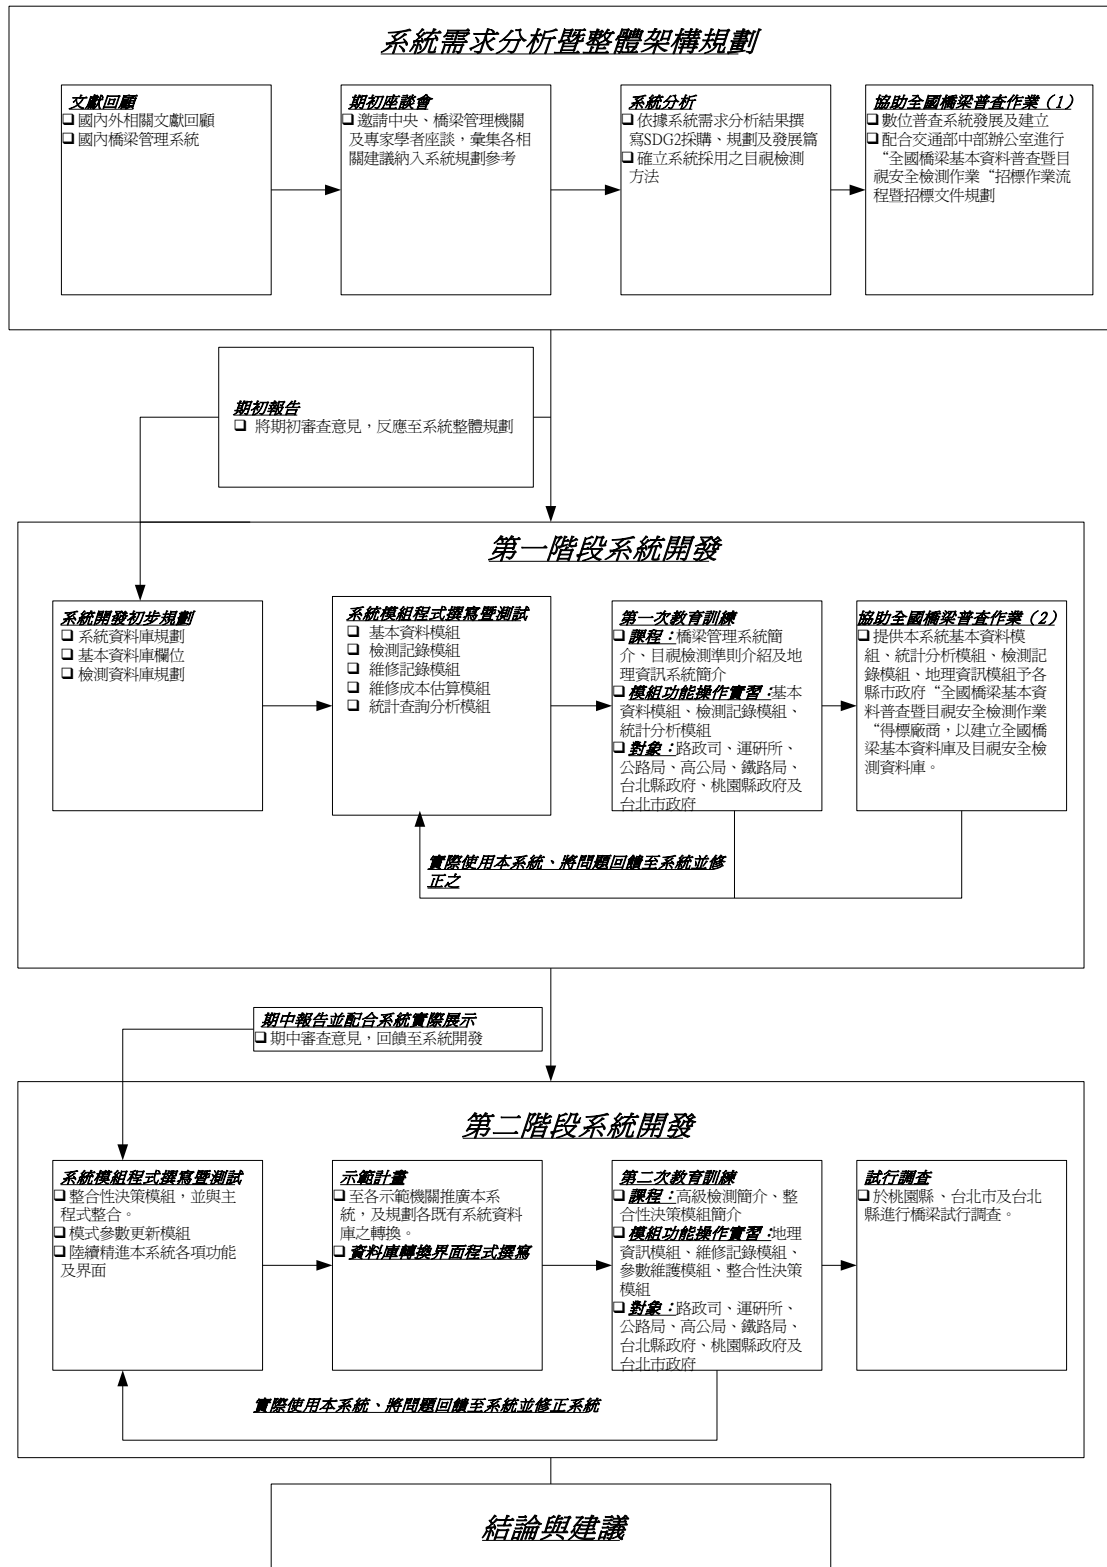 系統需求分析暨整體架構規劃
文獻回顧
❑ 國內外相關文獻回顧
❑ 國內橋梁管理系統
期初座談會
❑ 邀請中央、橋梁管理機關
及專家學者座談，彙集各相
關建議納入系統規劃參考
系統分析
❑ 依據系統需求分析結果撰
寫SDG2採購、規劃及發展篇
❑ 確立系統採用之目視檢測
方法
協助全國橋梁普查作業（1）
❑ 數位普查系統發展及建立
❑ 配合交通部中部辦公室進行
“全國橋梁基本資料普查暨目
視安全檢測作業“招標作業流
程暨招標文件規劃
期初報告
❑ 將期初審查意見，反應至系統整體規劃
第一階段系統開發
系統開發初步規劃
❑ 系統資料庫規劃
❑ 基本資料庫欄位
❑ 檢測資料庫規劃
系統模組程式撰寫暨測試
❑ 基本資料模組
❑ 檢測記錄模組
❑ 維修記錄模組
❑ 維修成本估算模組
❑ 統計查詢分析模組
第一次教育訓練
❑ 課程：橋梁管理系統簡
介、目視檢測準則介紹及地
理資訊系統簡介
❑ 模組功能操作實習：基本
資料模組、檢測記錄模組、
統計分析模組
❑ 對象：路政司、運研所、
公路局、高公局、鐵路局、
台北縣政府、桃園縣政府及
台北市政府
協助全國橋梁普查作業（2）
❑ 提供本系統基本資料模
組、統計分析模組、檢測記
錄模組、地理資訊模組予各
縣市政府“全國橋梁基本資
料普查暨目視安全檢測作業
“得標廠商，以建立全國橋
梁基本資料庫及目視安全檢
測資料庫。
實際使用本系統、將問題回饋至系統並修
正之
期中報告並配合系統實際展示
❑ 期中審查意見，回饋至系統開發
第二階段系統開發
系統模組程式撰寫暨測試
❑ 整合性決策模組，並與主
程式整合。
❑ 模式參數更新模組
❑ 陸續精進本系統各項功能
及界面
示範計畫
❑ 至各示範機關推廣本系
統，及規劃各既有系統資料
庫之轉換。
❑ 資料庫轉換界面程式撰寫
第二次教育訓練
❑ 課程：高級檢測簡介、整
合性決策模組簡介
❑ 模組功能操作實習：地理
資訊模組、維修記錄模組、
參數維護模組、整合性決策
模組
❑ 對象：路政司、運研所、
公路局、高公局、鐵路局、
台北縣政府、桃園縣政府及
台北市政府
試行調查
❑ 於桃園縣、台北市及台北
縣進行橋梁試行調查。
實際使用本系統、將問題回饋至系統並修正系統
結論與建議